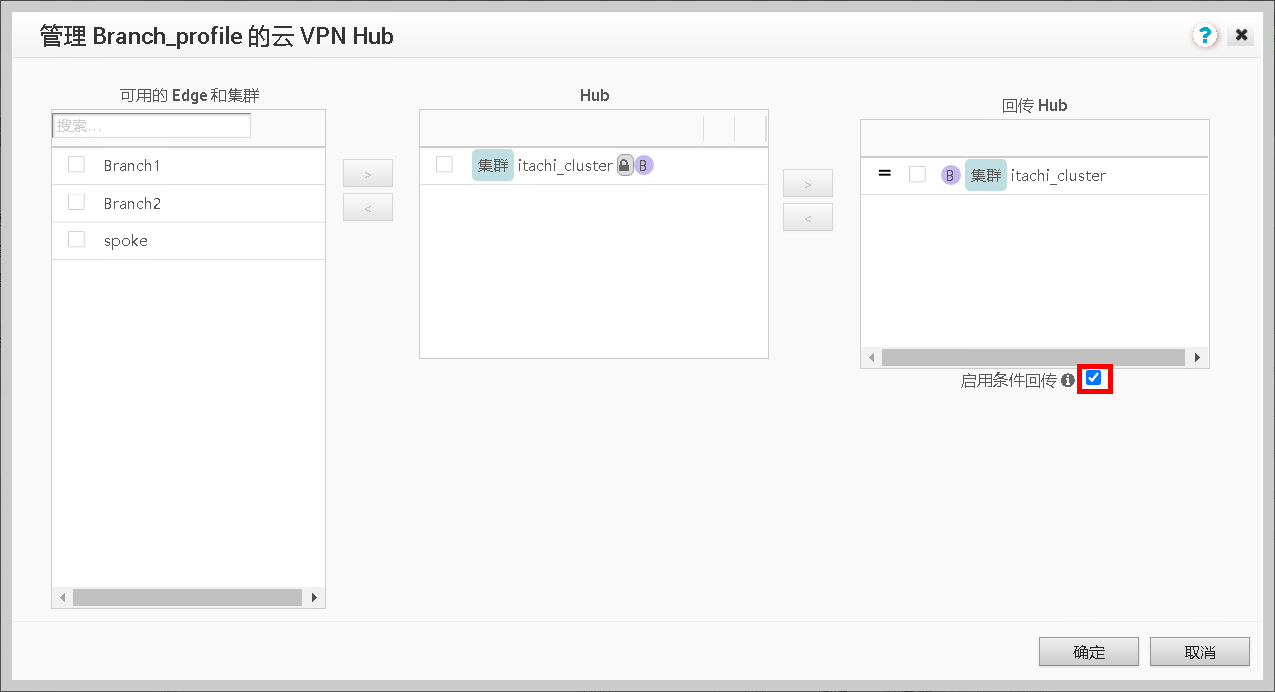 管理 Branch_profile 的云 VPN Hub
?
可用的 Edge 和集群
搜索...
Branch1
Branch2
spoke
>
<
Hub
集群 itachi_cluster B
>
<
回传 Hub
B 集群 itachi_cluster
启用条件回传
确定
取消